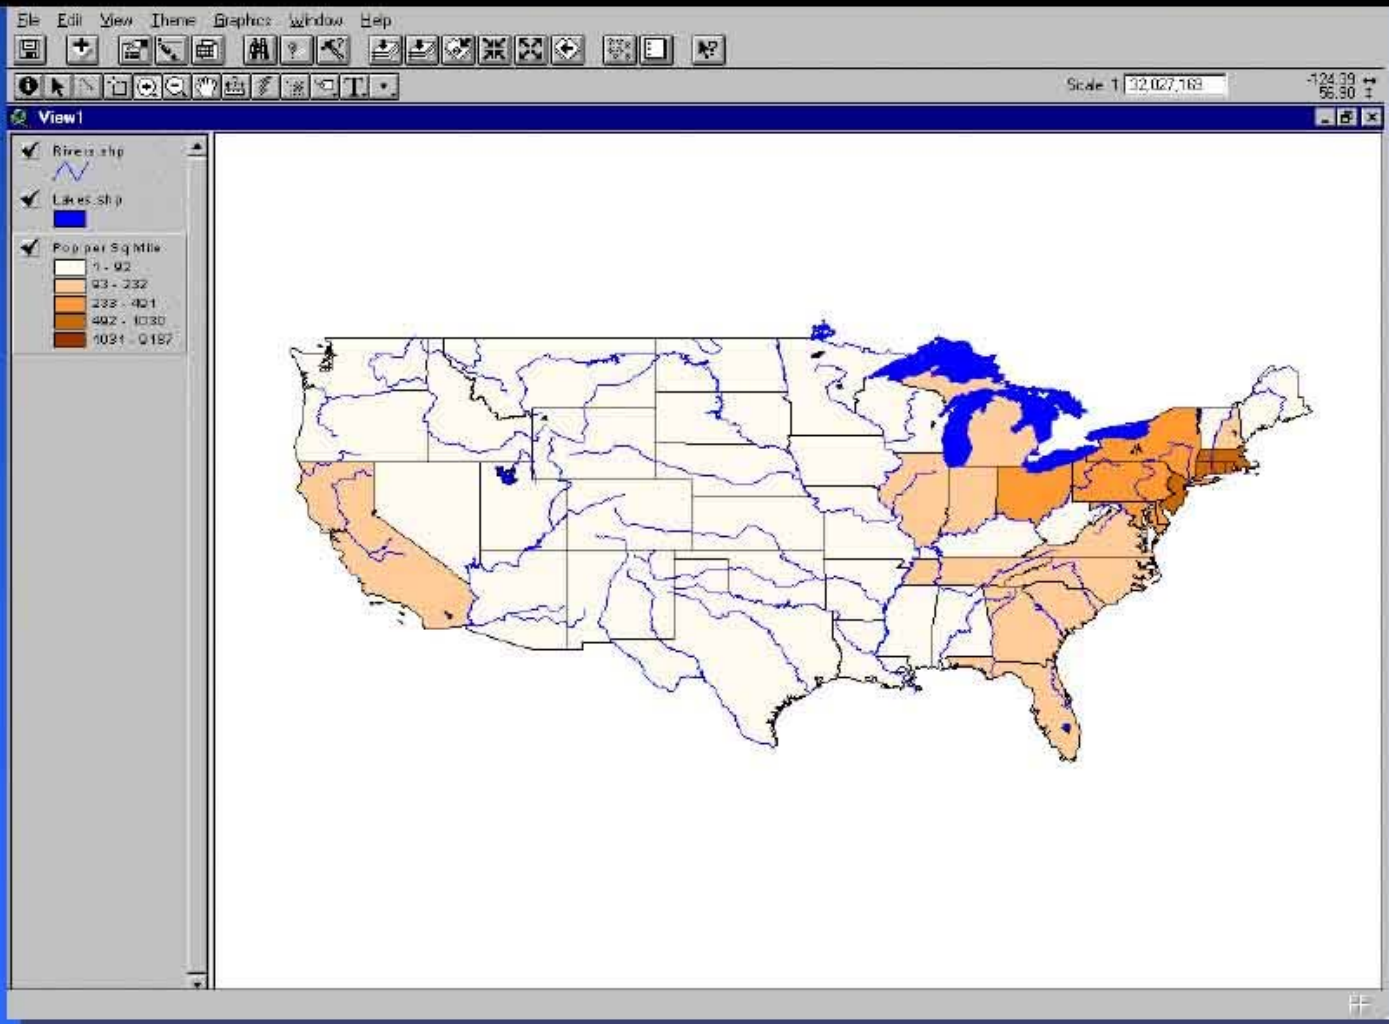 File Edit View Theme Graphics Window Help
Scale 1: 32,027,169
-124.39
56.90
View1
Rivers.shp
Lakes.shp
Pop per Sq Mile
1 - 92
93 - 232
233 - 491
492 - 1030
1031 - 9187